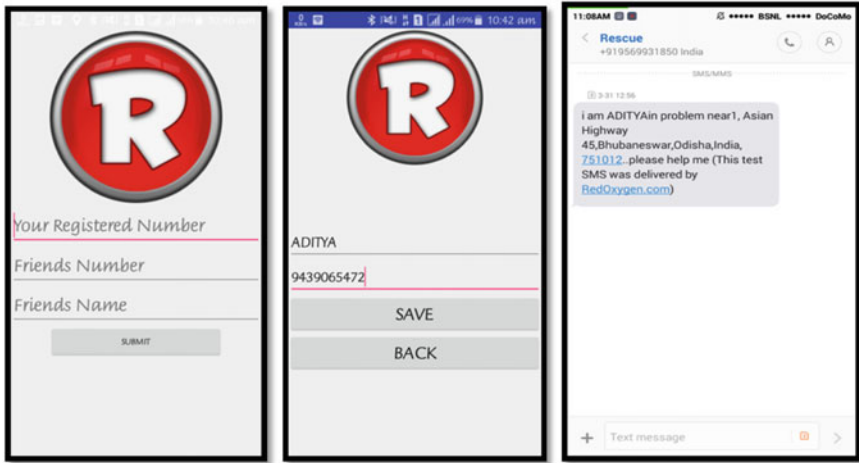 R
Your Registered Number
Friends Number
Friends Name
SUBMIT
69% 10:42 am
R
ADITYA
9439065472
SAVE
BACK
11:08AM BSNL DoCoMo
Rescue
+919569931850 India
SMS/MMS
3-31 12:56
i am ADITYAin problem near1, Asian
Highway
45,Bhubaneswar,Odisha,India,
751012..please help me (This test
SMS was delivered by
RedOxygen.com)
Text message